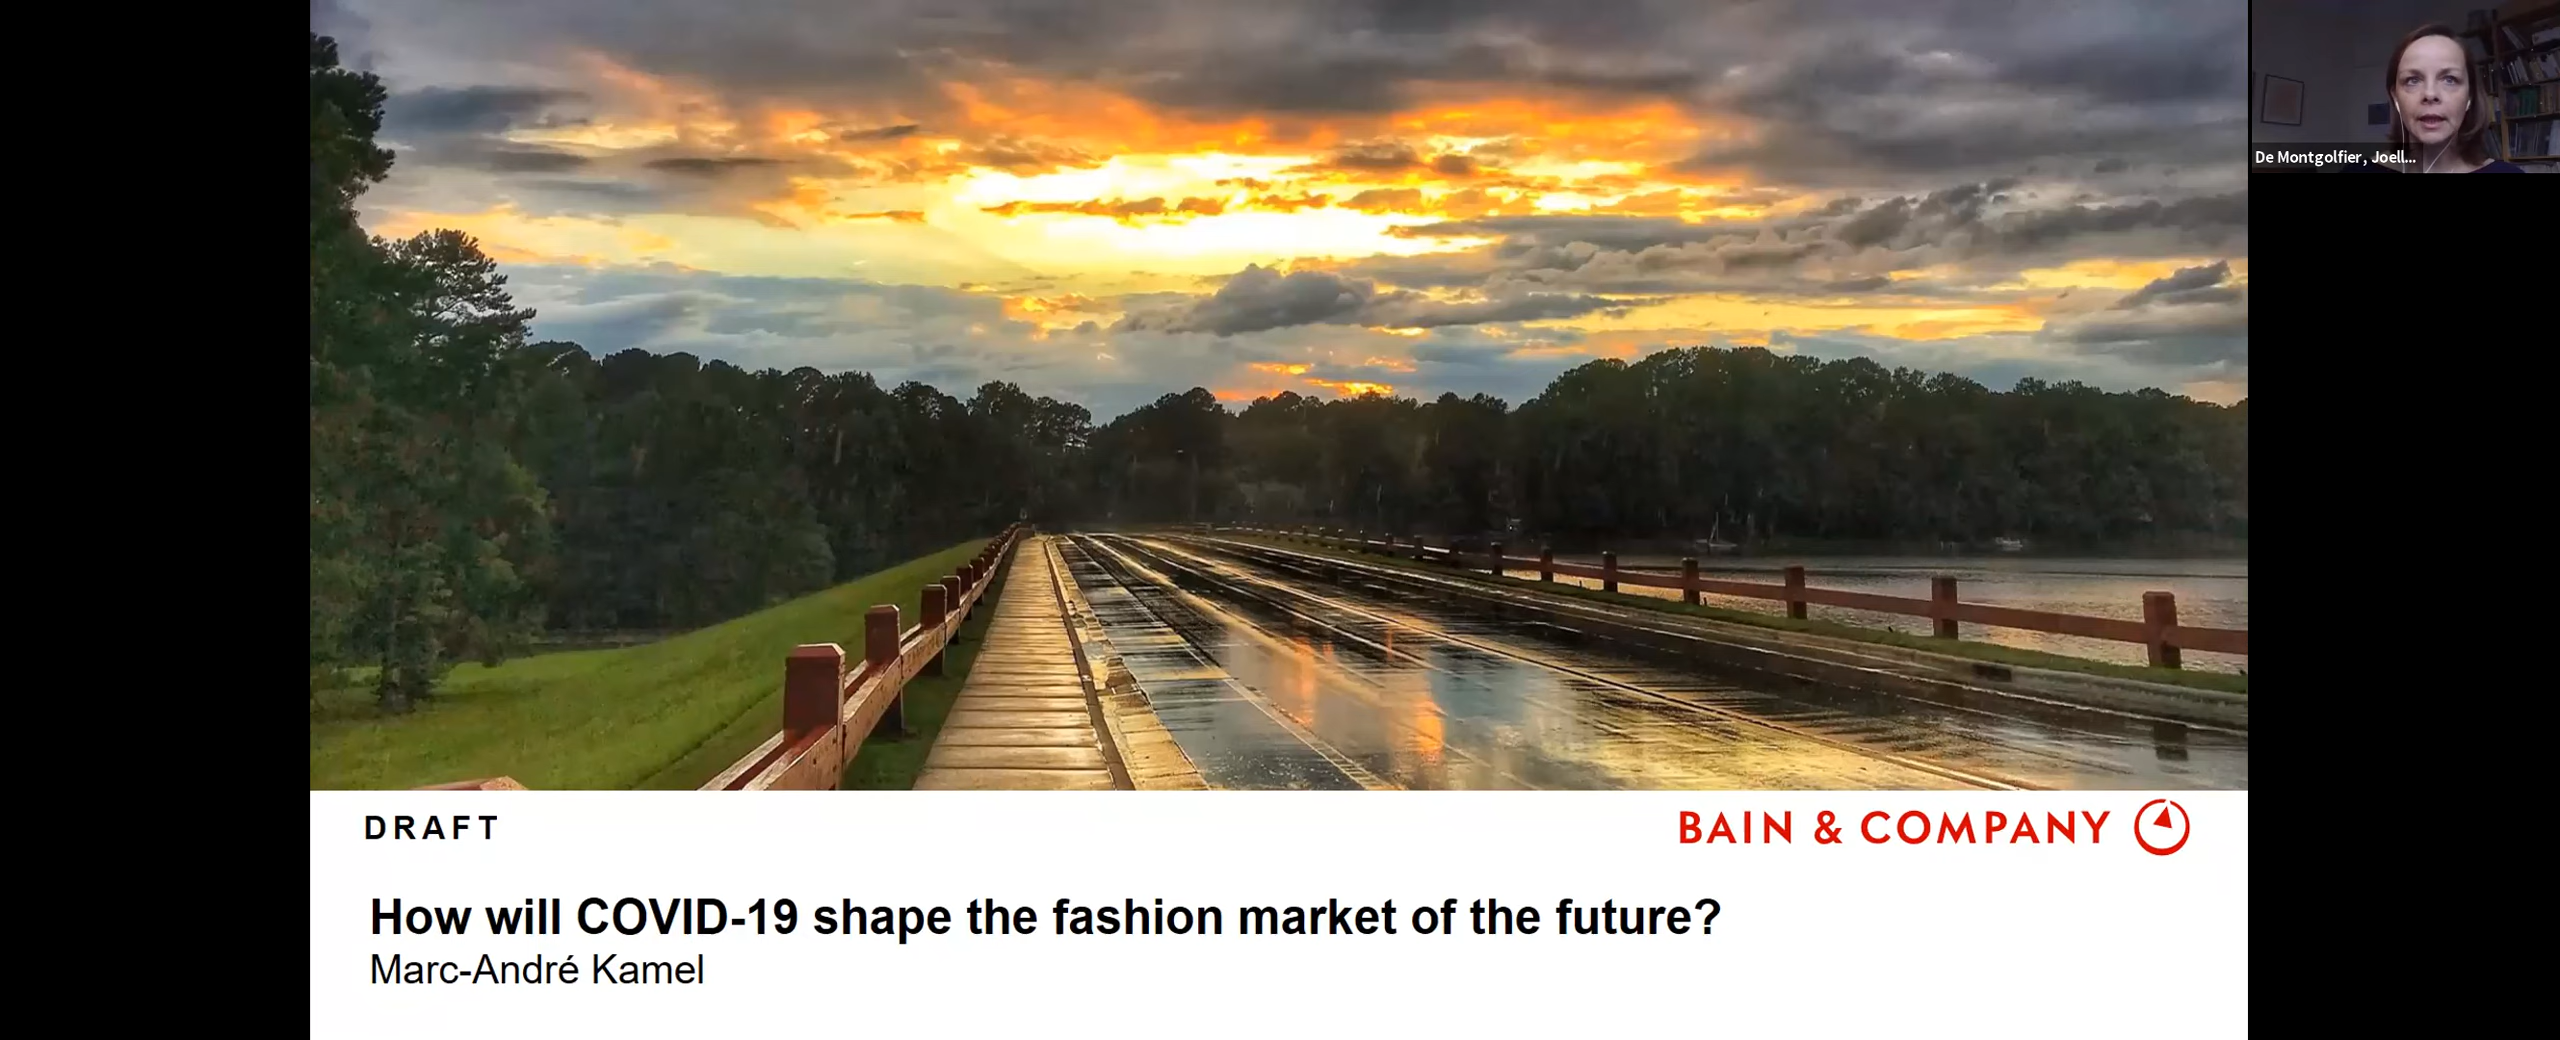 De Montgolfier, Joell...
DRAFT
BAIN & COMPANY
How will COVID-19 shape the fashion market of the future?
Marc-André Kamel